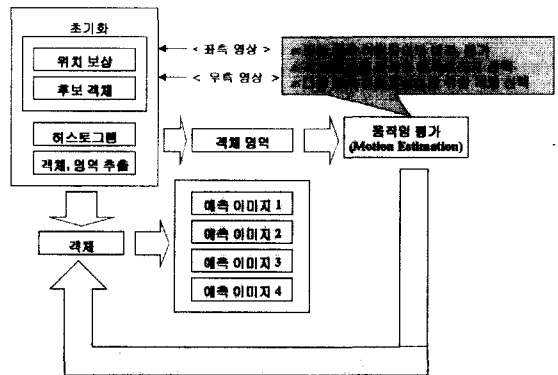 초기화
위치 보상
후보 객체
히스토그램
객체, 영역 추출
< 좌측 영상 >
< 우측 영상 >
객체 영역
움직임 평가
(Motion Estimation)
객체
예측 이미지 1
예측 이미지 2
예측 이미지 3
예측 이미지 4